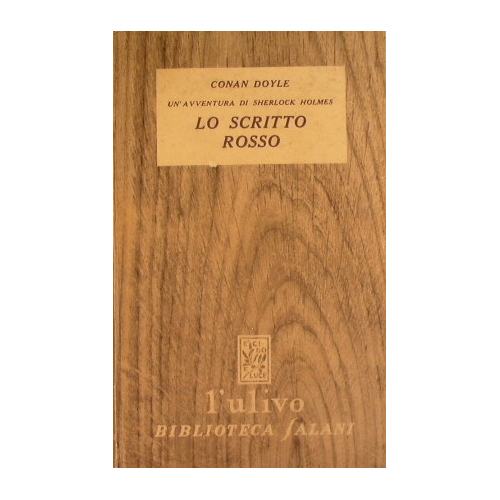 CONAN DOYLE
UN'AVVENTURA DI SHERLOCK HOLMES
LO SCRITTO
ROSSO
l'ulivo
BIBLIOTECA SALANI